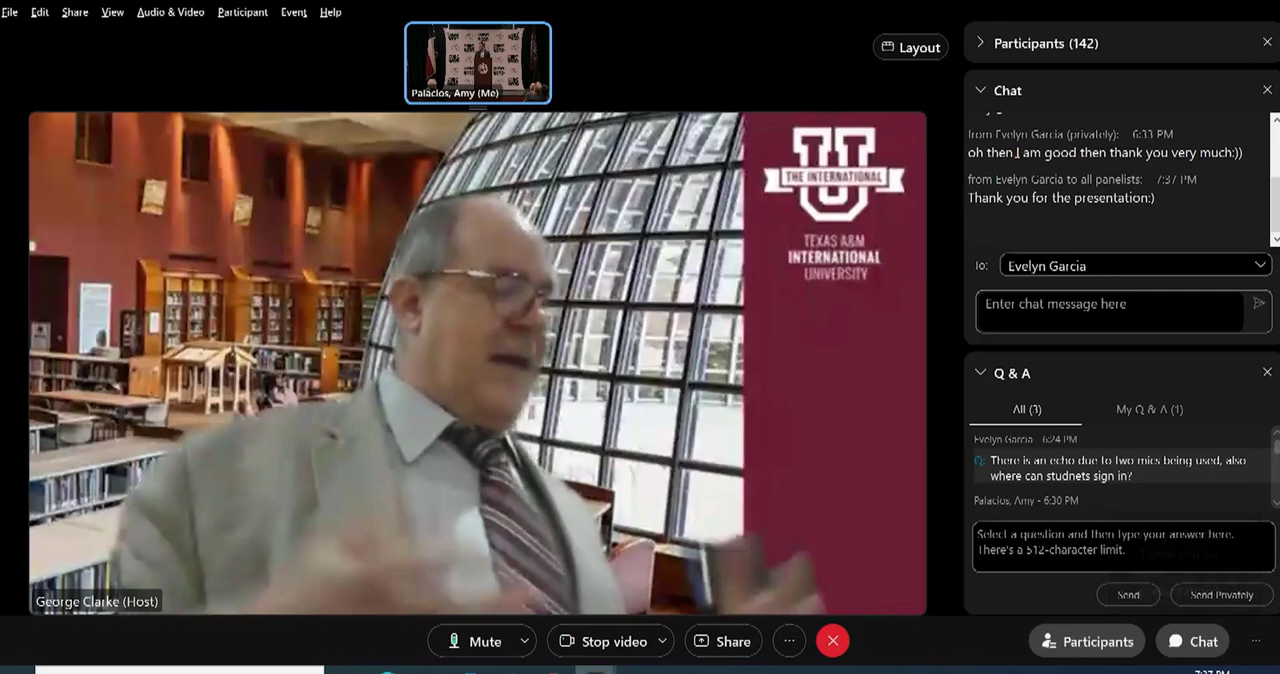 File Edit Share View Audio & Video Participant Event Help
Palacios, Amy (Me)
Layout
Participants (142)
Chat
from Evelyn Garcia (privately): 6:33 PM
oh then I am good then thank you very much:))
from Evelyn Garcia to all panelists: 7:37 PM
Thank you for the presentation:)
To: Evelyn Garcia
Enter chat message here
U
THE INTERNATIONAL
TEXAS A&M
INTERNATIONAL
UNIVERSITY
Q & A
All (3) My Q & A (1)
Evelyn Garcia - 6:24 PM
Q: There is an echo due to two mics being used, also
where can studnets sign in?
Palacios, Amy - 6:30 PM
Select a question and then type your answer here.
There's a 512-character limit.
Send Send Privately
George Clarke (Host)
Mute Stop video Share Participants Chat
7:37 PM